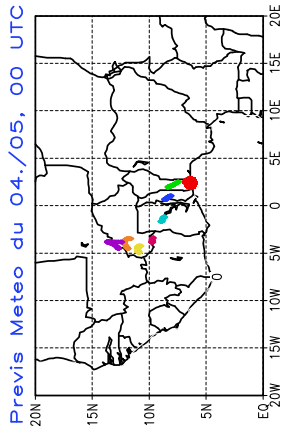 Previs Meteo du 04./05, 00 UTC
20E
15E
10E
5E
0
5W
10W
15W
20W
20N
15N
10N
5N
EQ
0